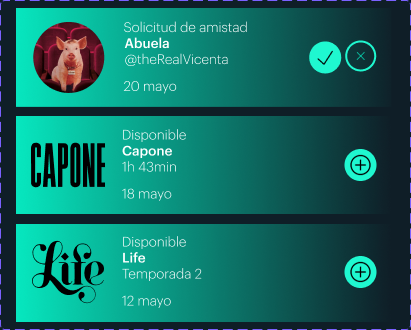 Solicitud de amistad
Abuela
@theRealVicenta
20 mayo
CAPONE
Disponible
Capone
1h 43min
18 mayo
Life
Disponible
Life
Temporada 2
12 mayo